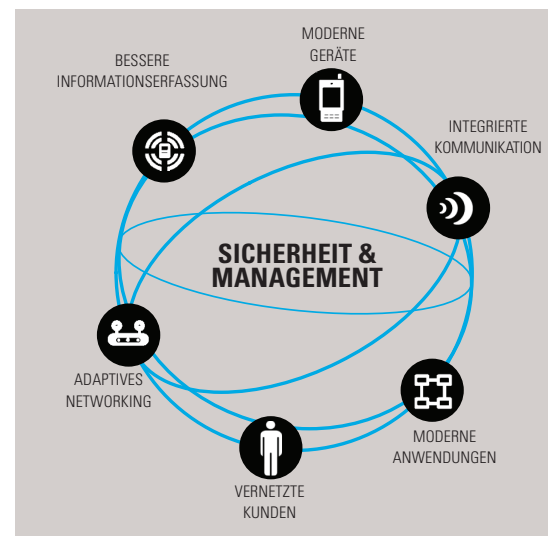 MODERNE
GERÄTE
BESSERE
INFORMATIONSERFASSUNG
INTEGRIERTE
KOMMUNIKATION
SICHERHEIT &
MANAGEMENT
ADAPTIVES
NETWORKING
MODERNE
ANWENDUNGEN
VERNETZTE
KUNDEN